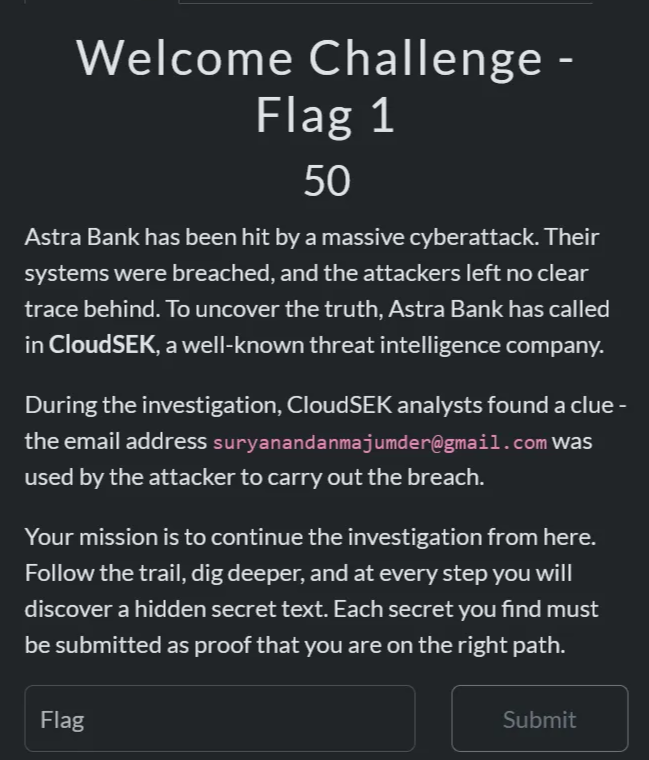 Welcome Challenge -
Flag 1
50
Astra Bank has been hit by a massive cyberattack. Their
systems were breached, and the attackers left no clear
trace behind. To uncover the truth, Astra Bank has called
in CloudSEK, a well-known threat intelligence company.
During the investigation, CloudSEK analysts found a clue -
the email address suryanandanmajumder@gmail.com was
used by the attacker to carry out the breach.
Your mission is to continue the investigation from here.
Follow the trail, dig deeper, and at every step you will
discover a hidden secret text. Each secret you find must
be submitted as proof that you are on the right path.
Flag
Submit